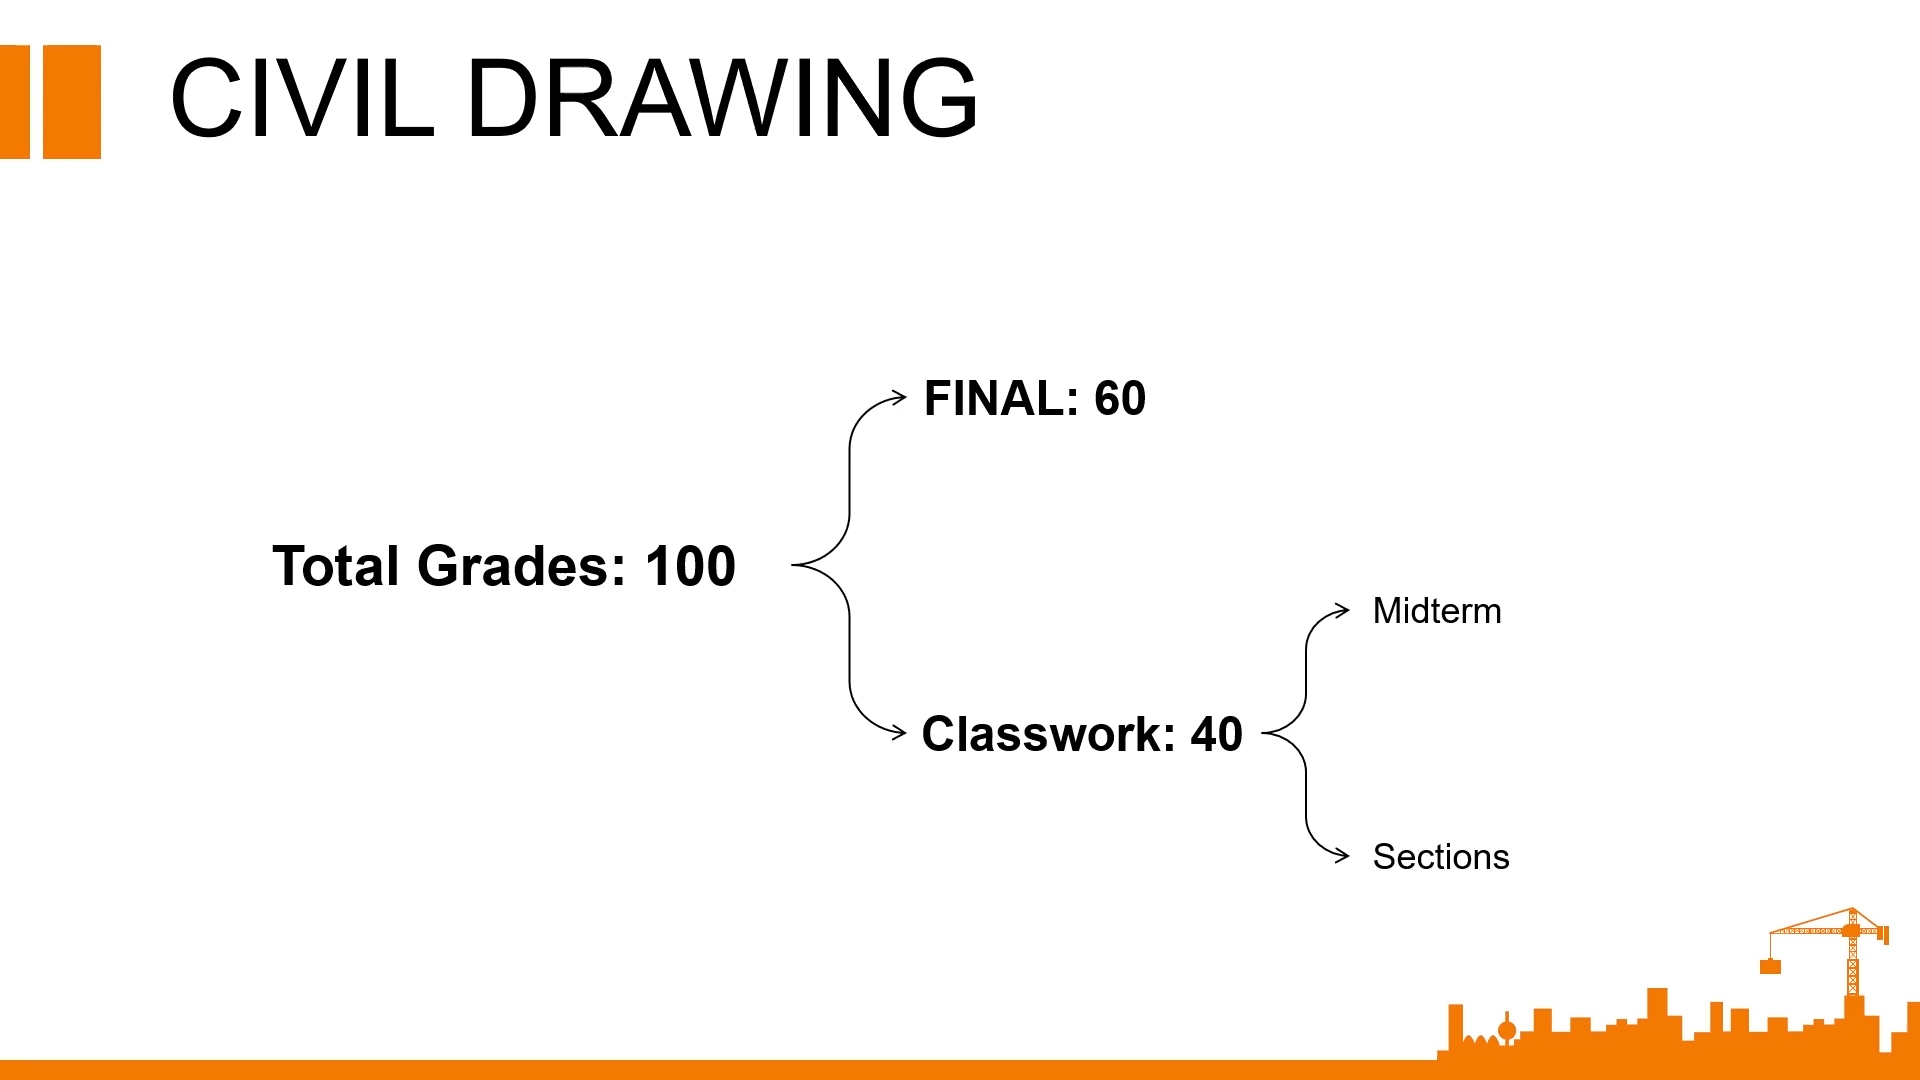 CIVIL DRAWING
FINAL: 60
Total Grades: 100
Midterm
Classwork: 40
Sections